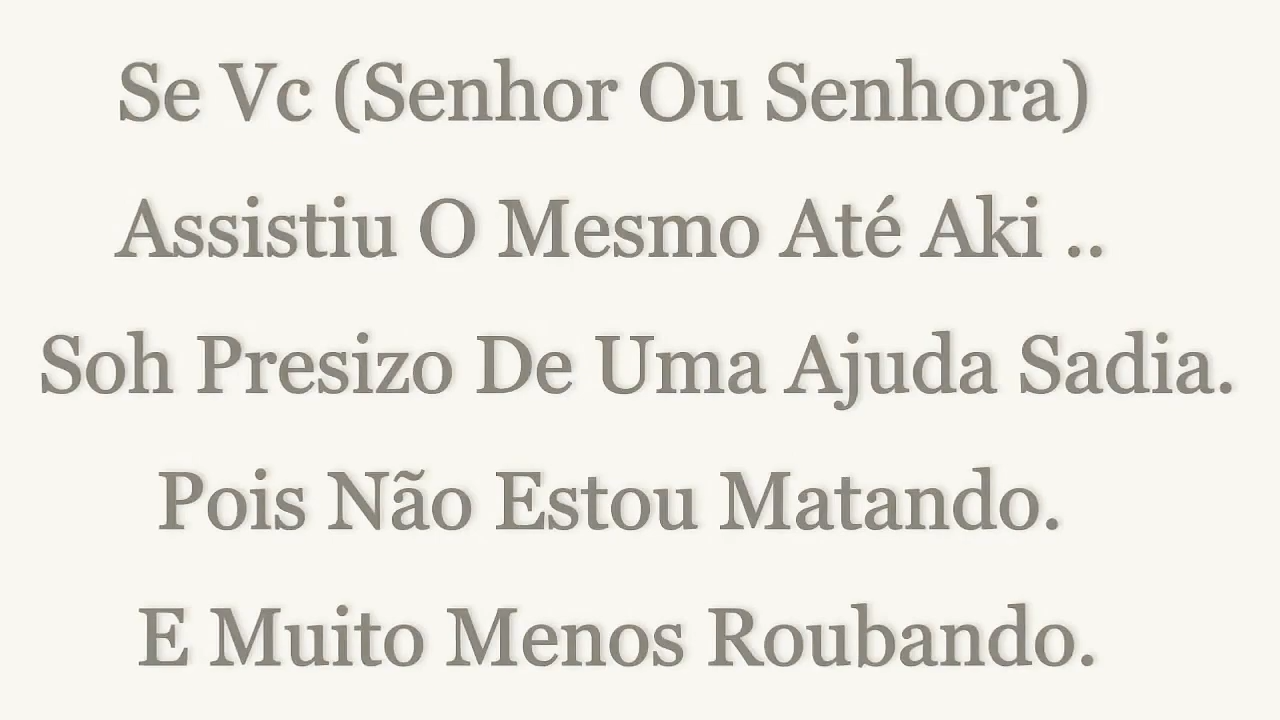 Se Vc (Senhor Ou Senhora)
Assistiu O Mesmo Até Aki ..
Soh Presizo De Uma Ajuda Sadia.
Pois Não Estou Matando.
E Muito Menos Roubando.